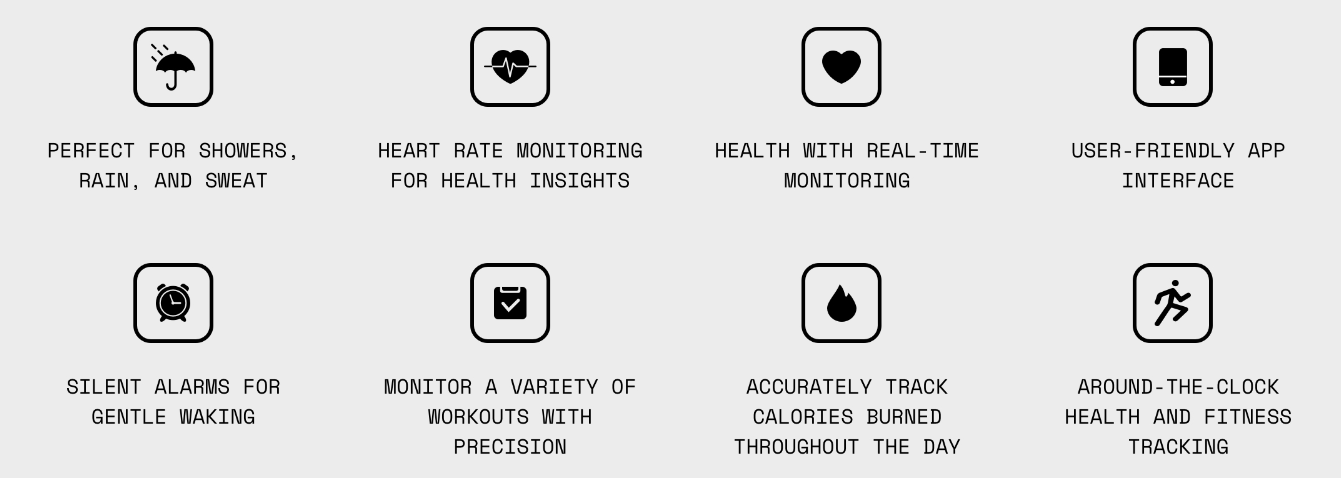 PERFECT FOR SHOWERS,
RAIN, AND SWEAT
HEART RATE MONITORING
FOR HEALTH INSIGHTS
HEALTH WITH REAL-TIME
MONITORING
USER-FRIENDLY APP
INTERFACE
SILENT ALARMS FOR
GENTLE WAKING
MONITOR A VARIETY OF
WORKOUTS WITH
PRECISION
ACCURATELY TRACK
CALORIES BURNED
THROUGHOUT THE DAY
AROUND-THE-CLOCK
HEALTH AND FITNESS
TRACKING